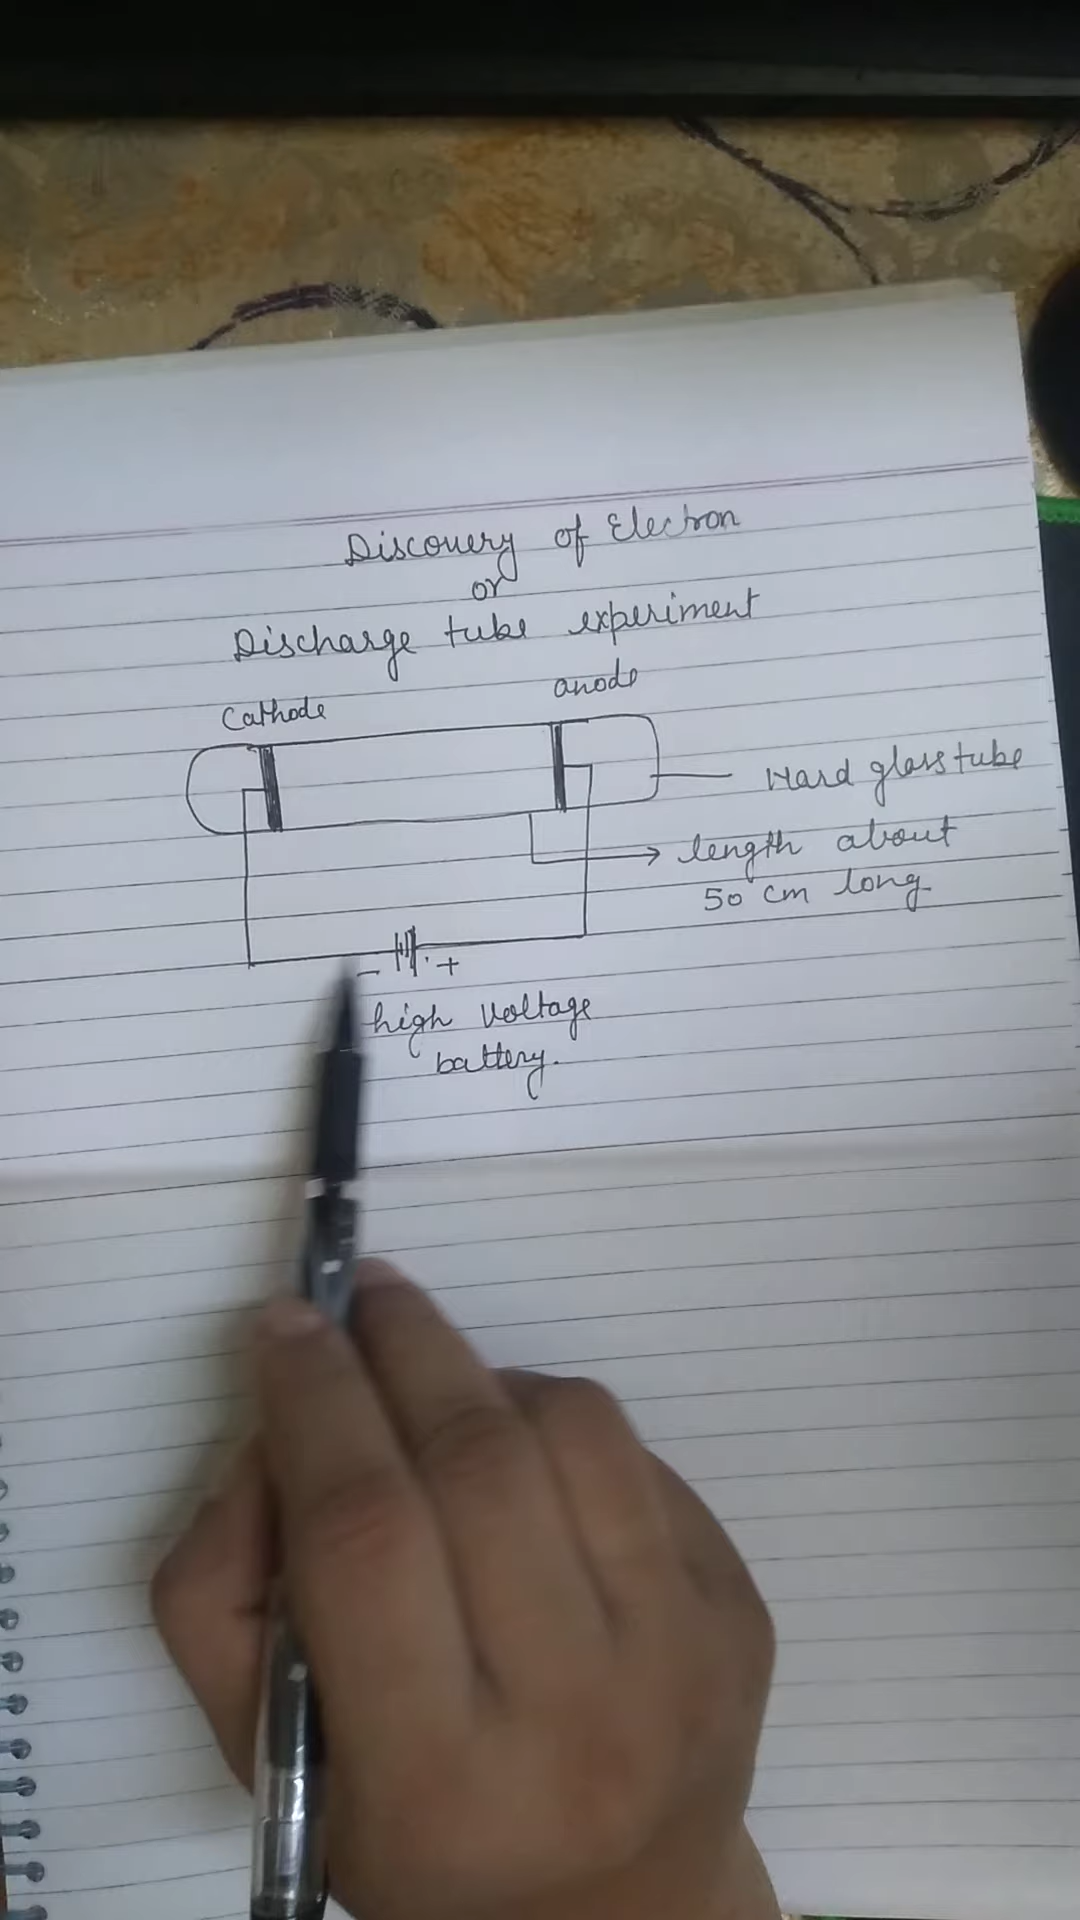 Discovery of Electron
or
Discharge tube experiment
Cathode
anode
Hard glass tube
length about
50 cm long
- +
high voltage
battery.